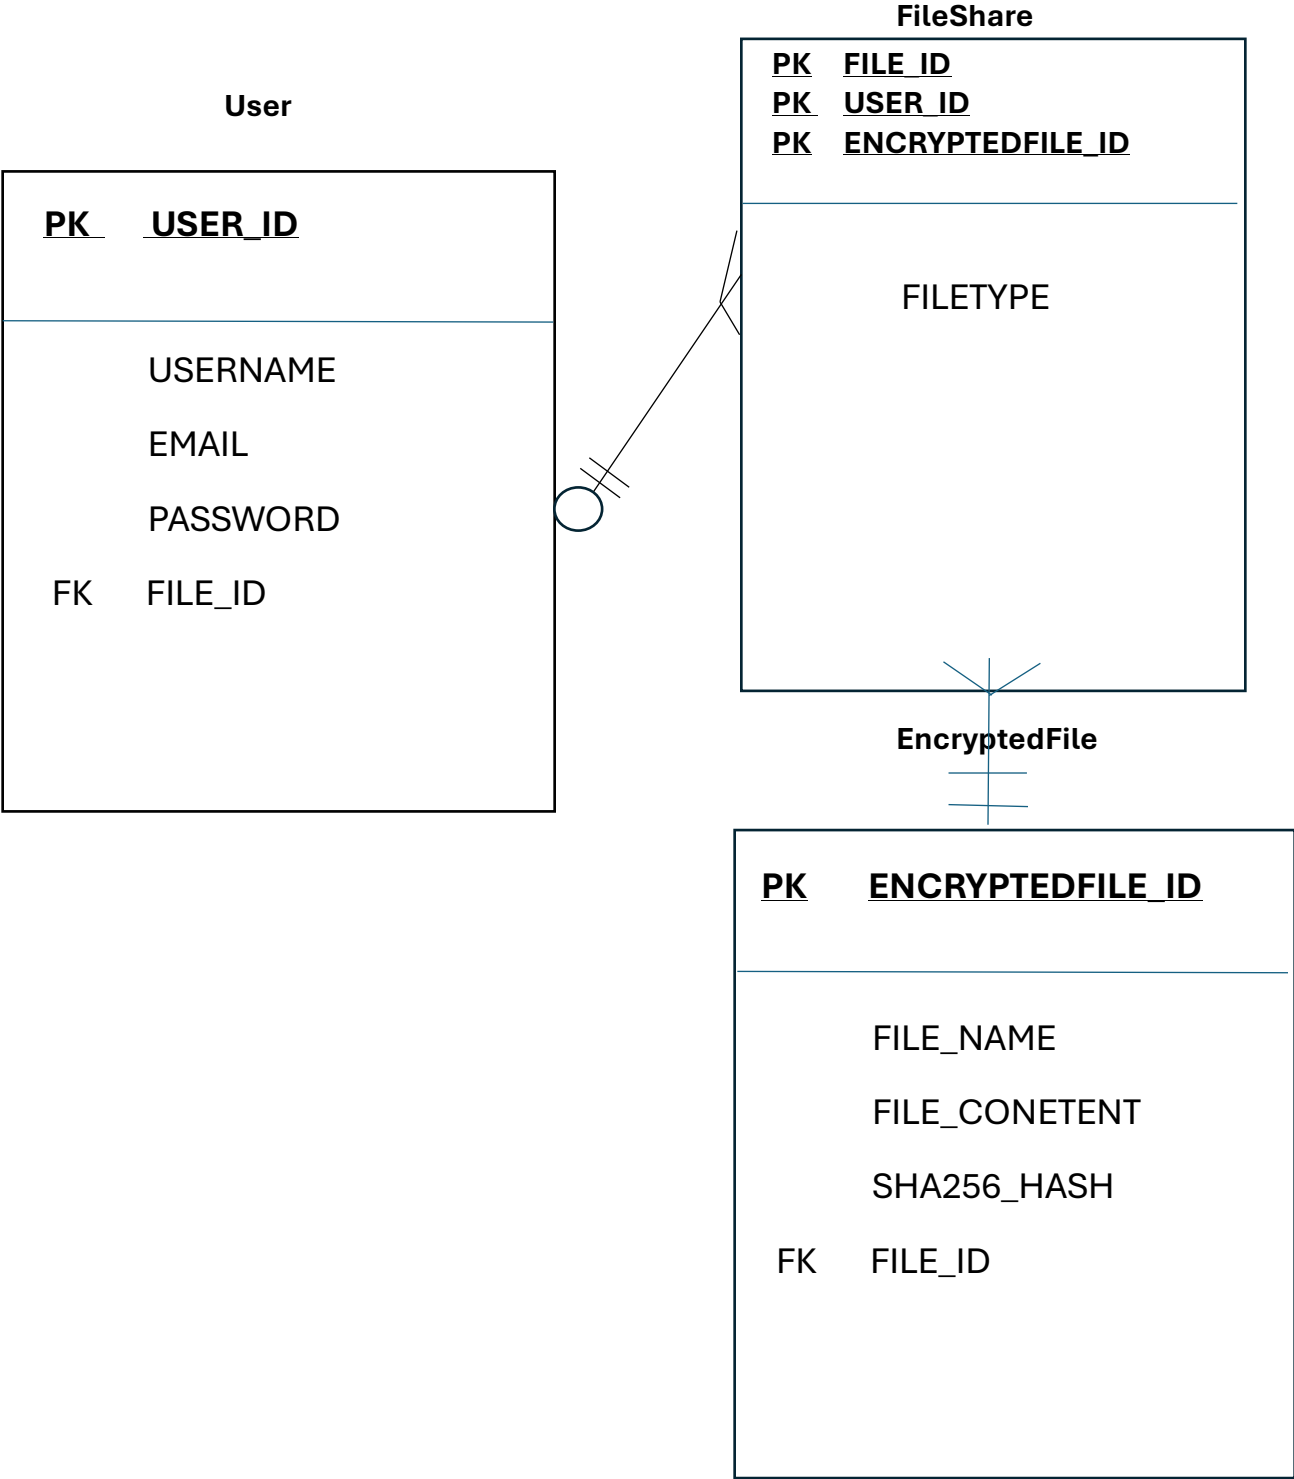 User
PK USER_ID
USERNAME
EMAIL
PASSWORD
FK FILE_ID
FileShare
PK FILE_ID
PK USER_ID
PK ENCRYPTEDFILE_ID
FILETYPE
EncryptedFile
PK ENCRYPTEDFILE_ID
FILE_NAME
FILE_CONETENT
SHA256_HASH
FK FILE_ID